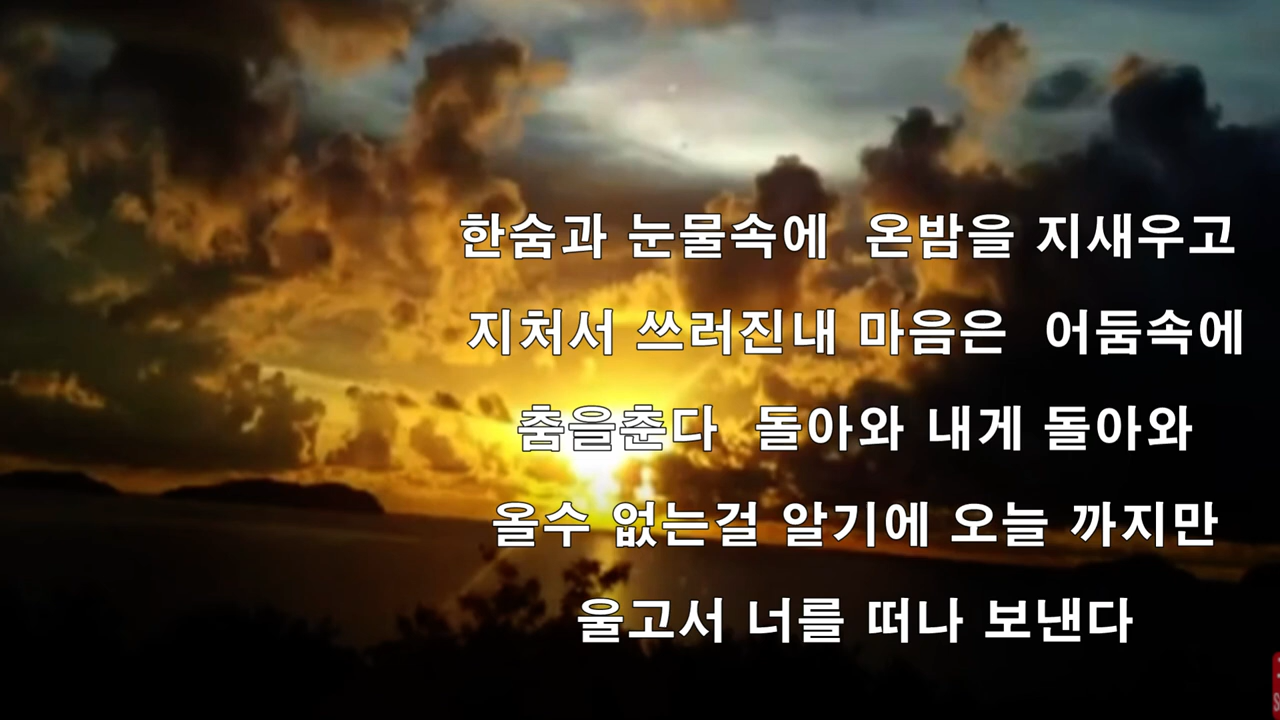 한숨과 눈물속에 온밤을 지새우고
지처서 쓰러진내 마음은 어둠속에
춤을춘다 돌아와 내게 돌아와
올수 없는걸 알기에 오늘 까지만
울고서 너를 떠나 보낸다